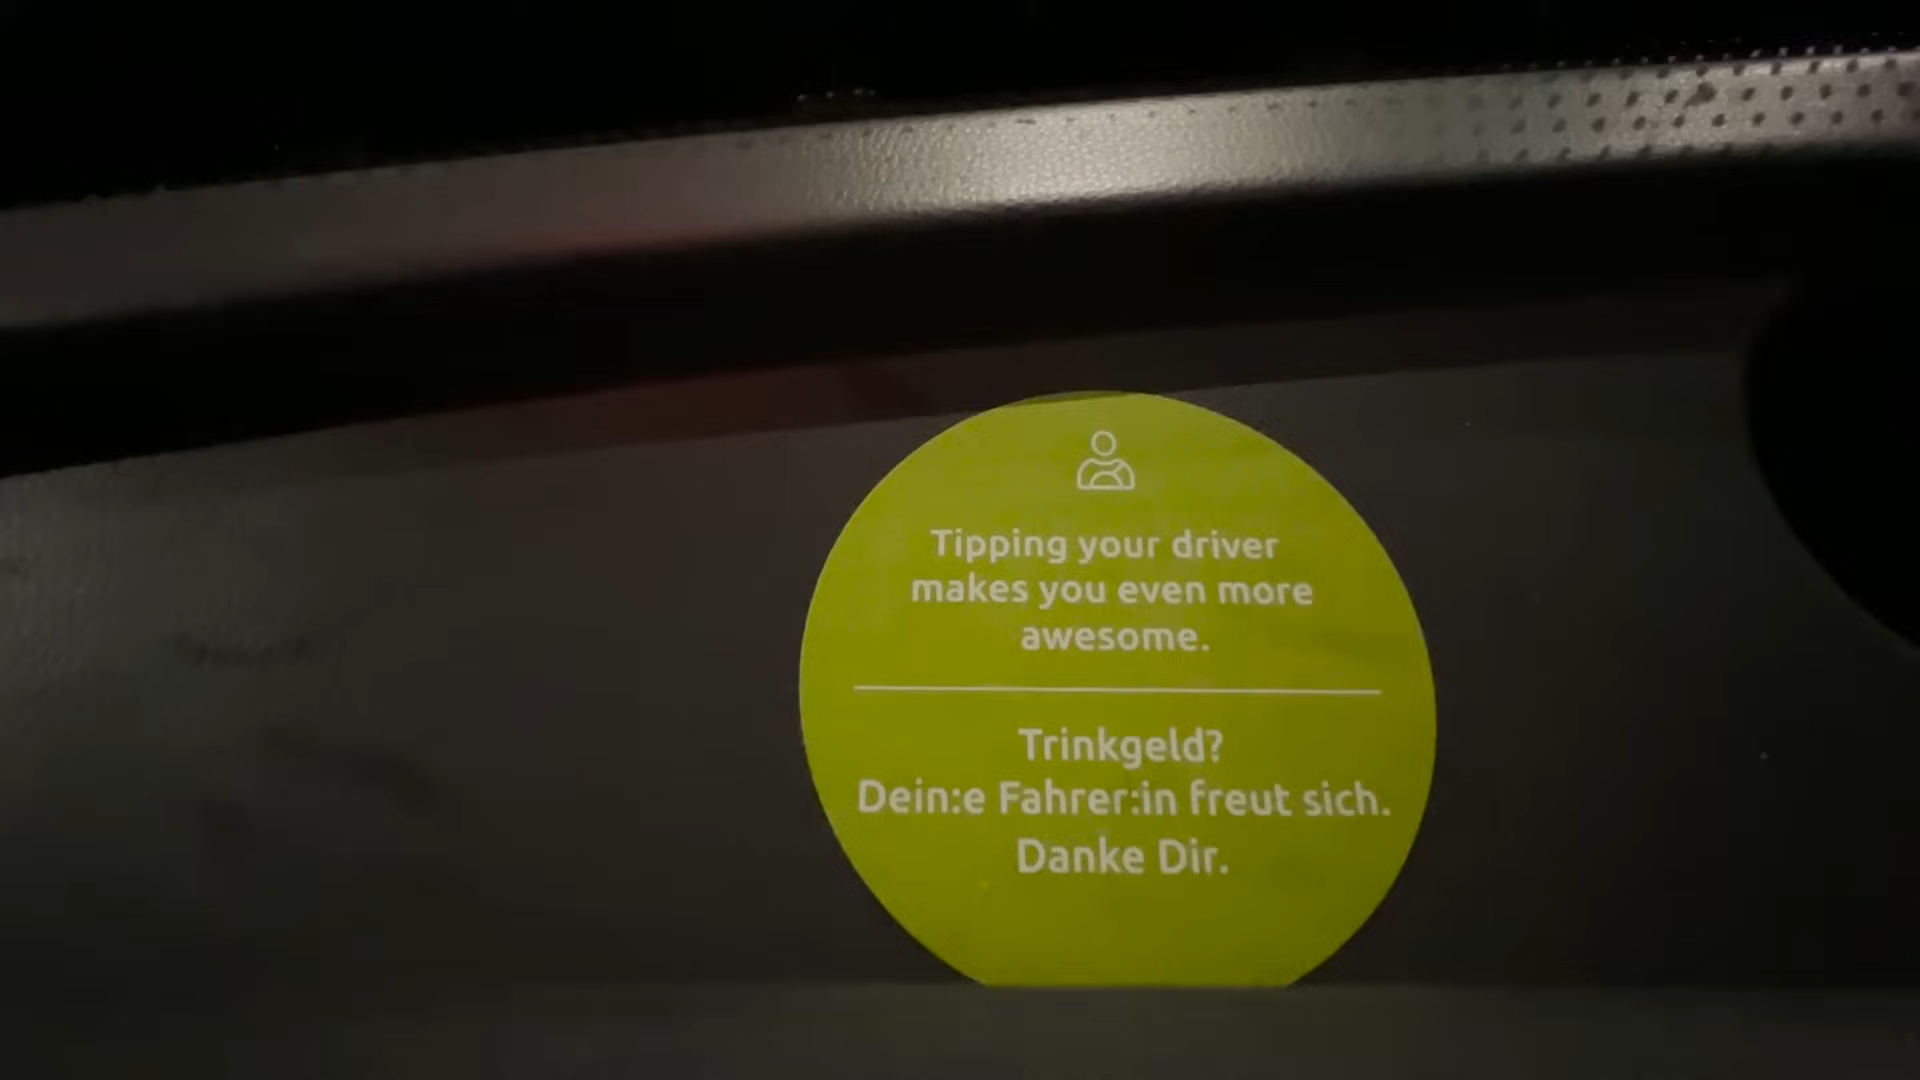 Tipping your driver
makes you even more
awesome.
Trinkgeld?
Dein:e Fahrer:in freut sich.
Danke Dir.